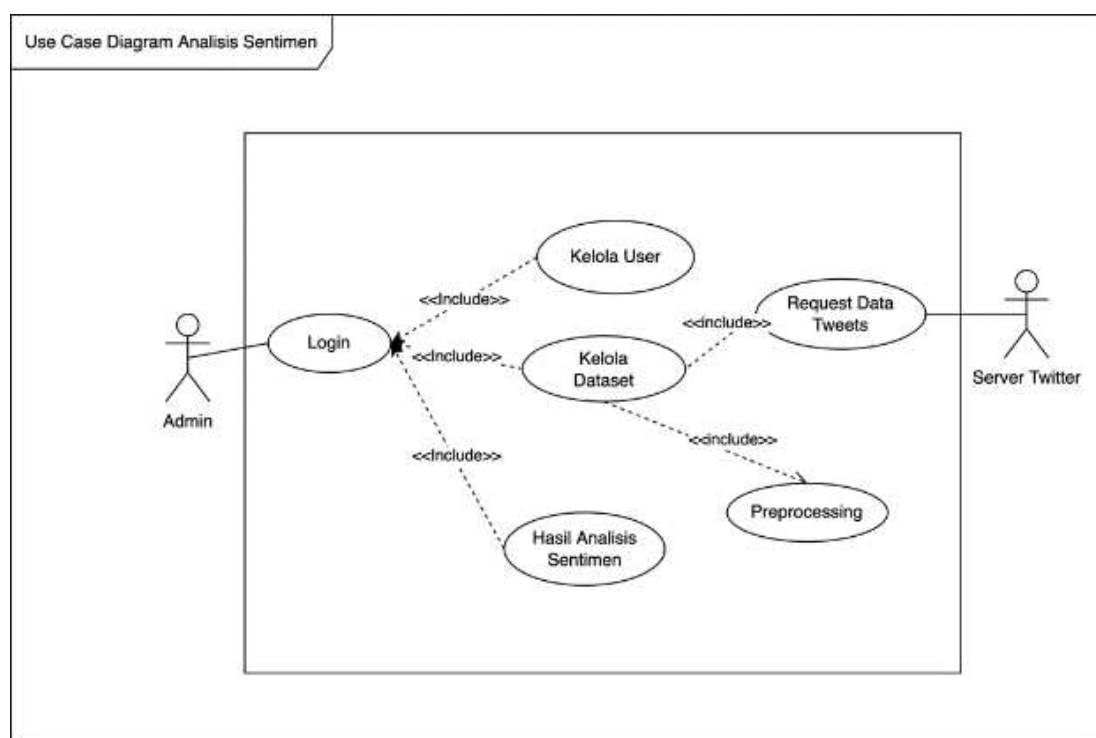 Use Case Diagram Analisis Sentimen
Kelola User
<<Include>>
Request Data
Tweets
<<include>>
Login
<<Include>>
Kelola
Dataset
Server Twitter
Admin
<<include>>
<<Include>>
Preprocessing
Hasil Analisis
Sentimen